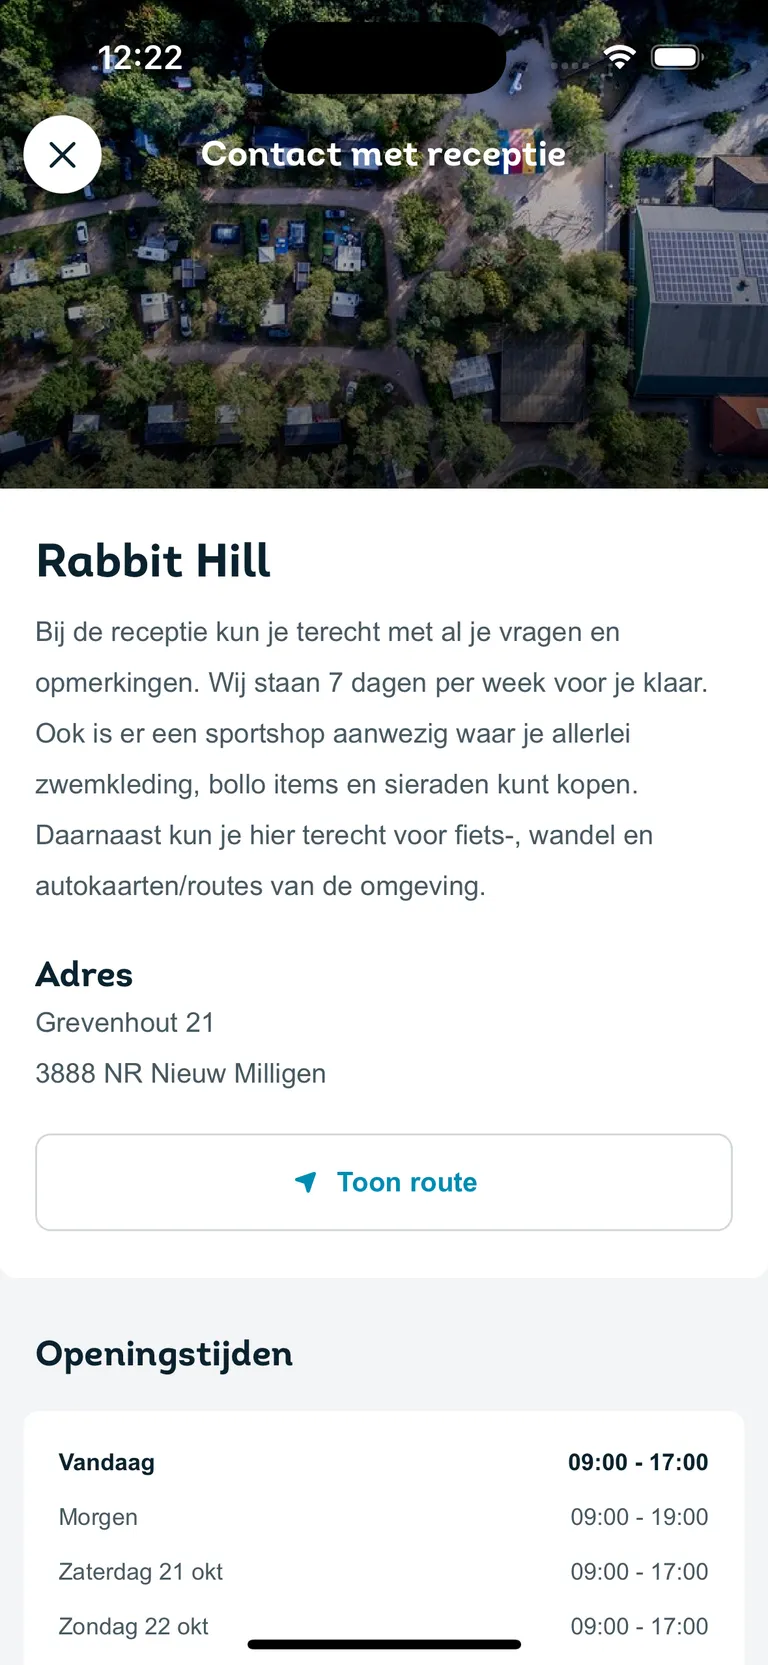 12:22
Contact met receptie
Rabbit Hill
Bij de receptie kun je terecht met al je vragen en
opmerkingen. Wij staan 7 dagen per week voor je klaar.
Ook is er een sportshop aanwezig waar je allerlei
zwemkleding, bollo items en sieraden kunt kopen.
Daarnaast kun je hier terecht voor fiets-, wandel en
autokaarten/routes van de omgeving.
Adres
Grevenhout 21
3888 NR Nieuw Milligen
Toon route
Openingstijden
Vandaag 09:00 - 17:00
Morgen 09:00 - 19:00
Zaterdag 21 okt 09:00 - 17:00
Zondag 22 okt 09:00 - 17:00